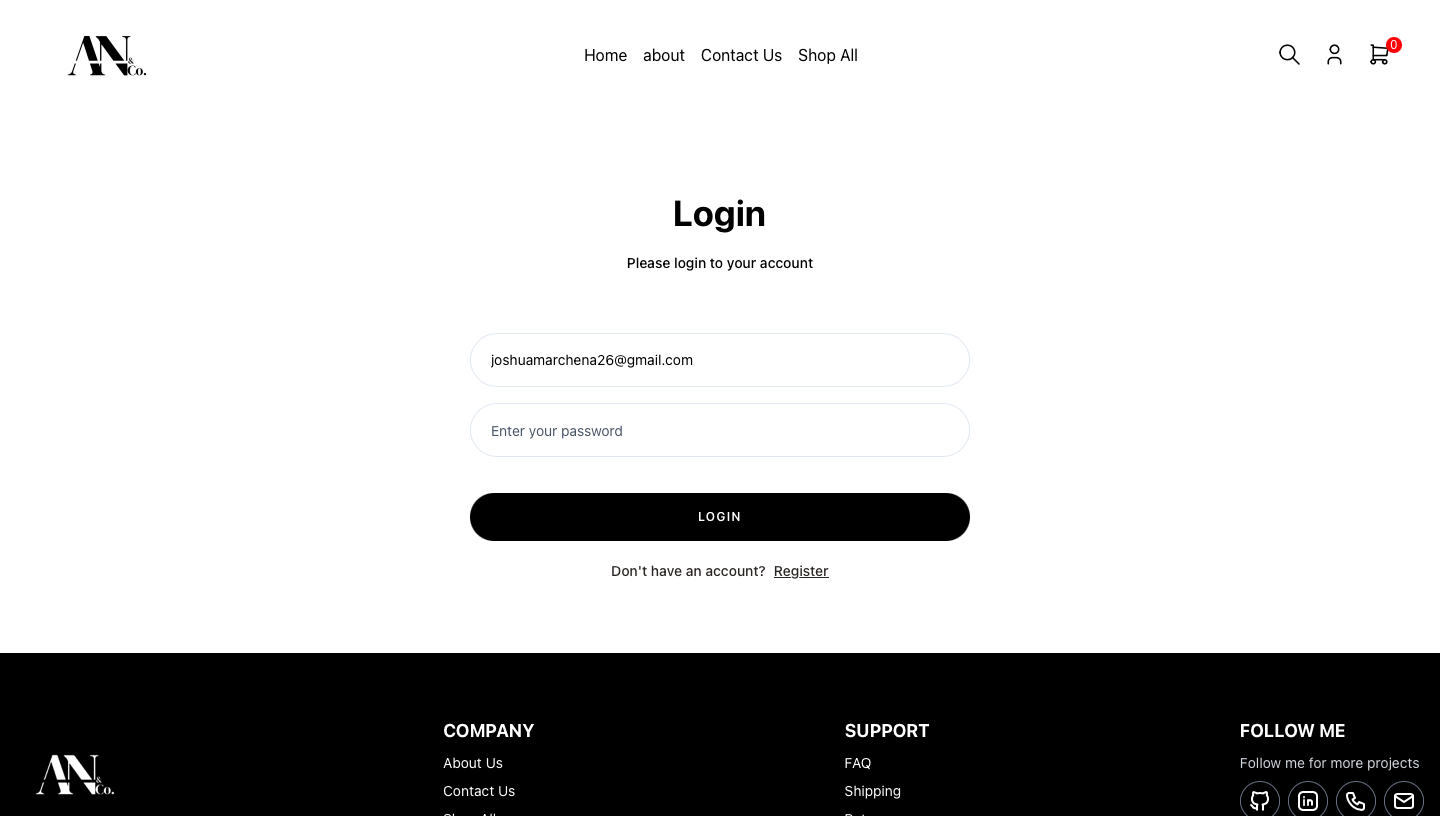 AN
&
Co.
Home about Contact Us Shop All
0
Login
Please login to your account
joshuamarchena26@gmail.com
Enter your password
LOGIN
Don't have an account? Register
AN
&
Co.
COMPANY
About Us
Contact Us
SUPPORT
FAQ
Shipping
FOLLOW ME
Follow me for more projects
in